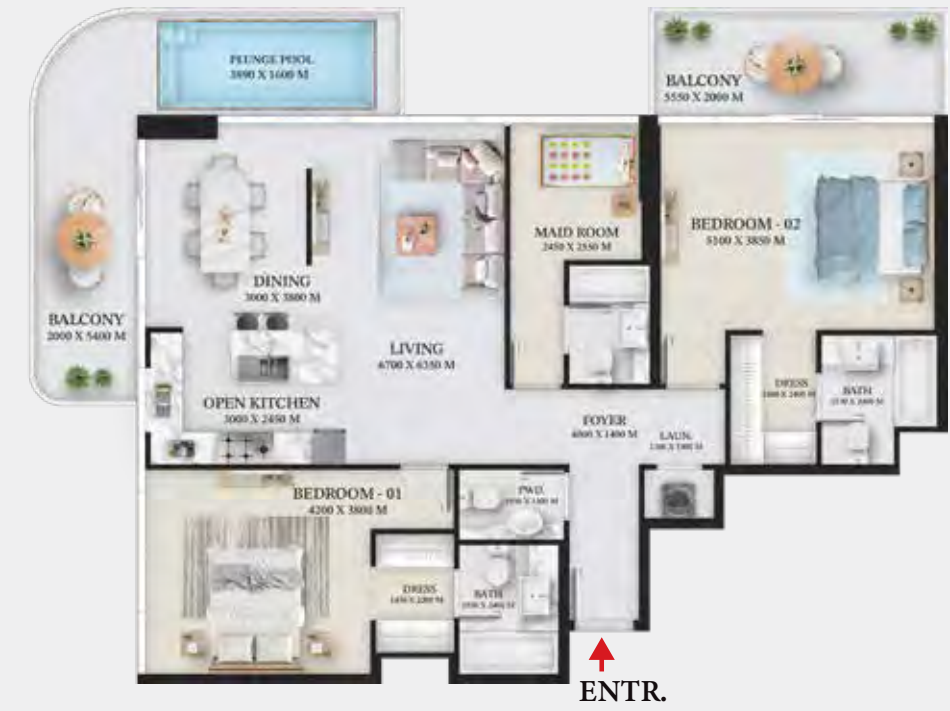 PLUNGE POOL
3890 X 1600 M
BALCONY
5550 X 2000 M
MAID ROOM
2450 X 2550 M
BEDROOM - 02
5100 X 3850 M
DINING
3000 X 3800 M
BALCONY
2000 X 5400 M
LIVING
6700 X 6350 M
OPEN KITCHEN
3000 X 2450 M
DRESS
BATH
FOYER
4000 X 1400 M
LAUN.
BEDROOM - 01
4200 X 3800 M
PWD.
DRESS
BATH
ENTR.